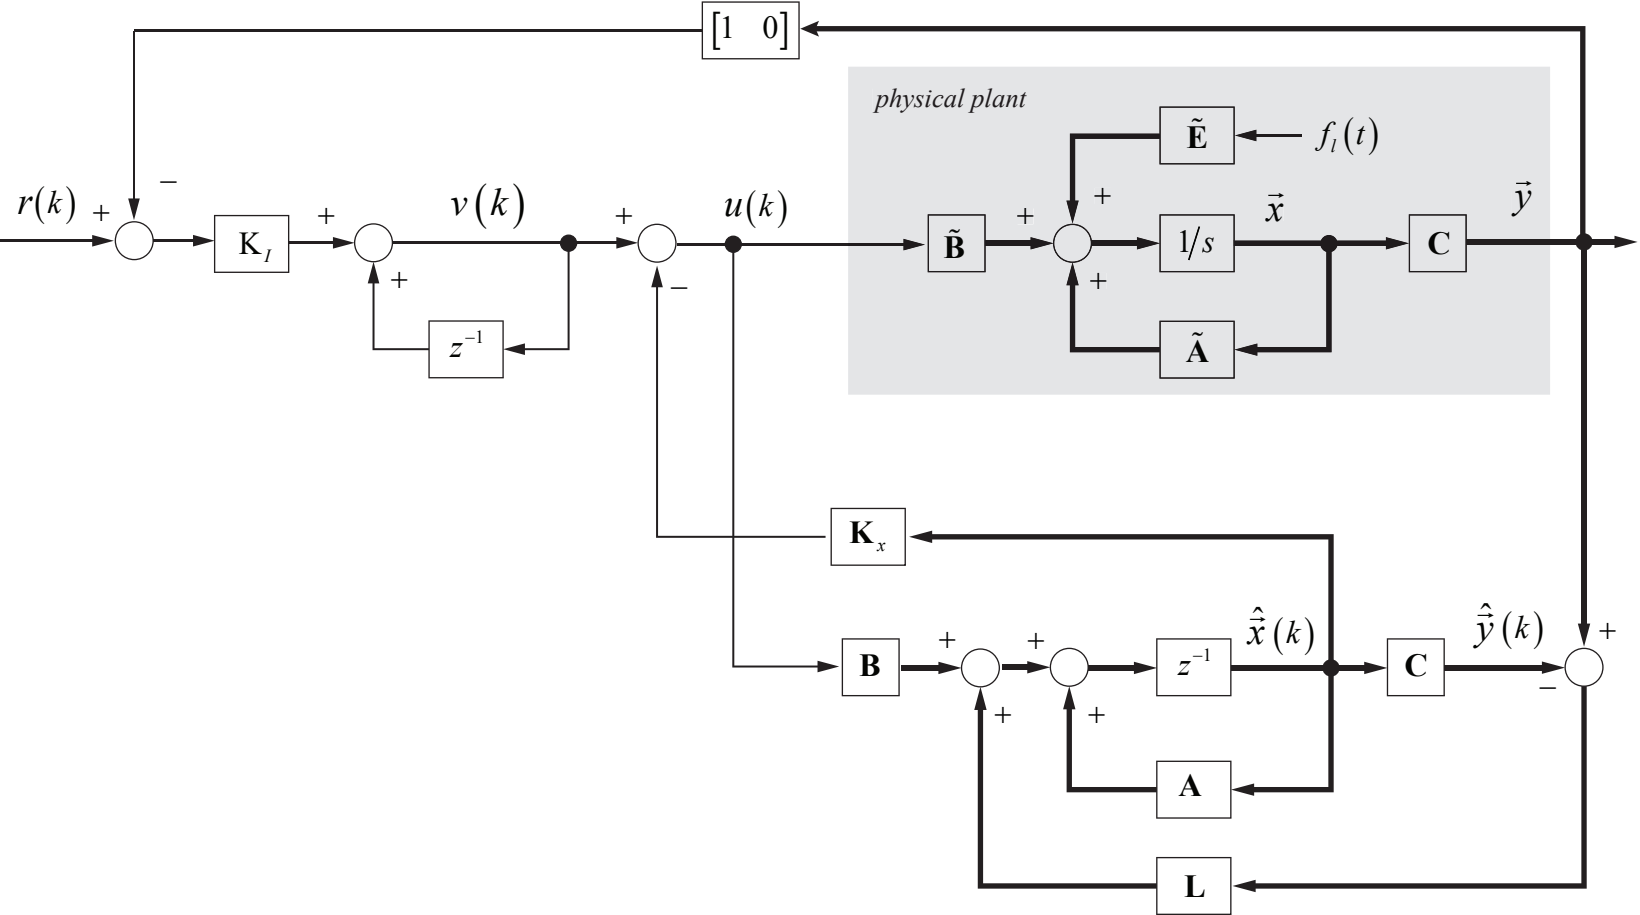 [1 0]
physical plant
Ẽ
f_l(t)
r(k)
+
−
K_I
+
v(k)
+
u(k)
B̃
+
+
1/s
x⃗
C
y⃗
+
−
+
z⁻¹
Ã
K_x
B
+
+
z⁻¹
x⃗̂(k)
C
y⃗̂(k)
+
−
+
+
A
L